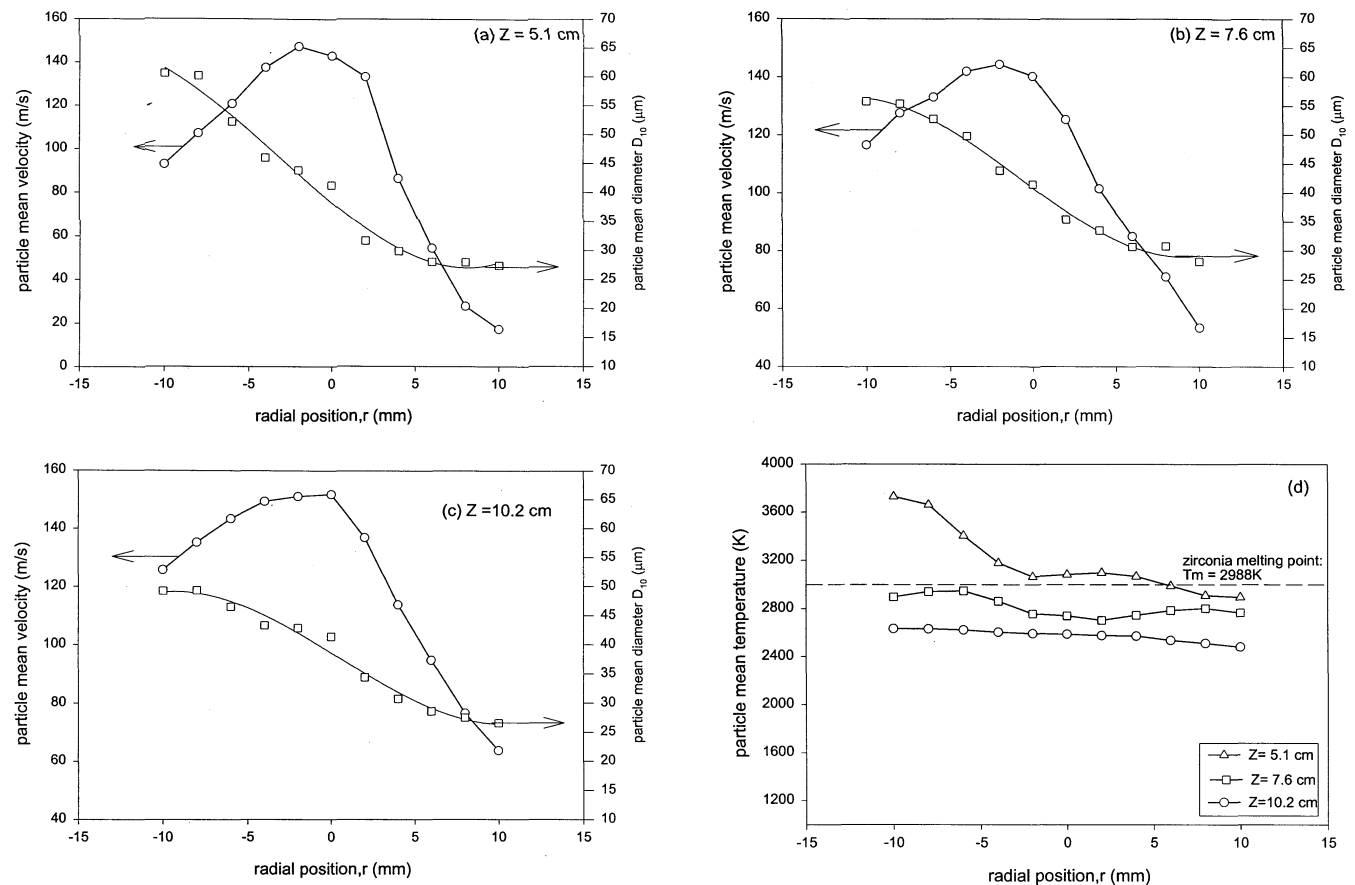 (a) Z = 5.1 cm
160
140
120
100
80
60
40
20
0
70
65
60
55
50
45
40
35
30
25
20
15
10
-15 -10 -5 0 5 10 15
particle mean velocity (m/s)
particle mean diameter D10 (μm)
radial position,r (mm)
(b) Z = 7.6 cm
160
140
120
100
80
60
40
70
60
50
40
30
20
10
-15 -10 -5 0 5 10 15
particle mean velocity (m/s)
particle mean diameter D10 (μm)
radial position,r (mm)
(c) Z =10.2 cm
160
140
120
100
80
60
40
70
65
60
55
50
45
40
35
30
25
20
15
10
-15 -10 -5 0 5 10 15
particle mean velocity (m/s)
particle mean diameter D10 (μm)
radial position,r (mm)
(d)
4000
3600
3200
2800
2400
2000
1600
1200
zirconia melting point:
Tm = 2988K
Z= 5.1 cm
Z= 7.6 cm
Z=10.2 cm
-15 -10 -5 0 5 10 15
particle mean temperature (K)
radial position,r (mm)